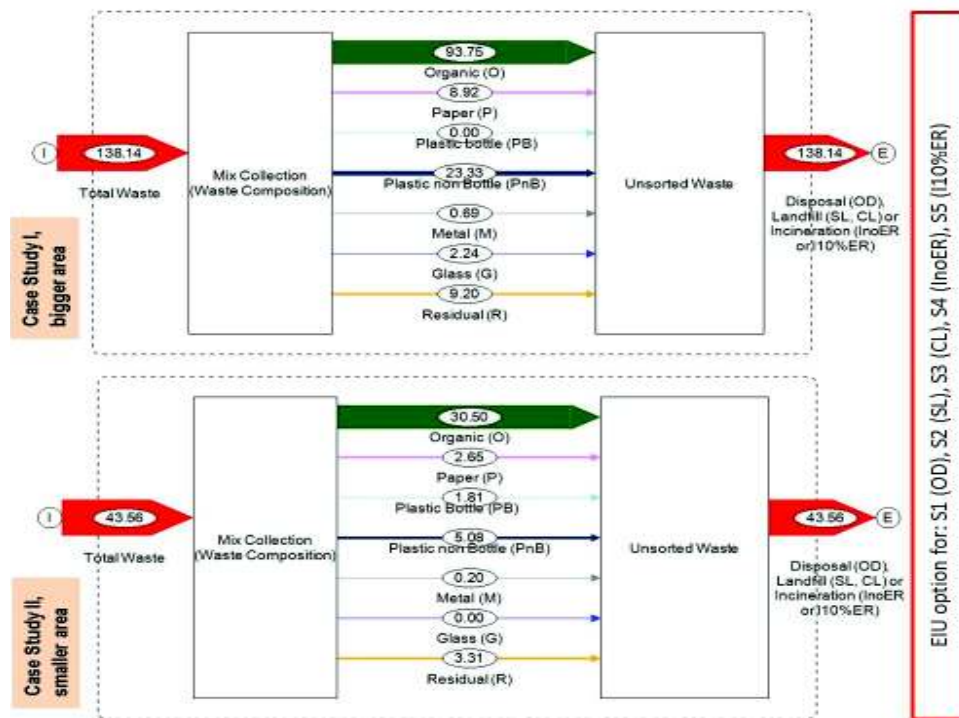 Case Study I,
bigger area
I
138.14
Total Waste
Mix Collection
(Waste Composition)
93.75
Organic (O)
8.92
Paper (P)
0.00
Plastic bottle (PB)
23.33
Plastic non Bottle (PnB)
0.69
Metal (M)
2.24
Glass (G)
9.20
Residual (R)
Unsorted Waste
138.14
E
Disposal (OD),
Landfill (SL, CL) or
Incineration (InoER
or)10%ER)
Case Study II,
smaller area
I
43.56
Total Waste
Mix Collection
(Waste Composition)
30.50
Organic (O)
2.65
Paper (P)
1.81
Plastic Bottle (PB)
5.08
Plastic non Bottle (PnB)
0.20
Metal (M)
0.00
Glass (G)
3.31
Residual (R)
Unsorted Waste
43.56
E
Disposal (OD),
Landfill (SL, CL) or
Incineration (InoER
or)10%ER)
EIU option for: S1 (OD), S2 (SL), S3 (CL), S4 (InoER), S5 (I10%ER)